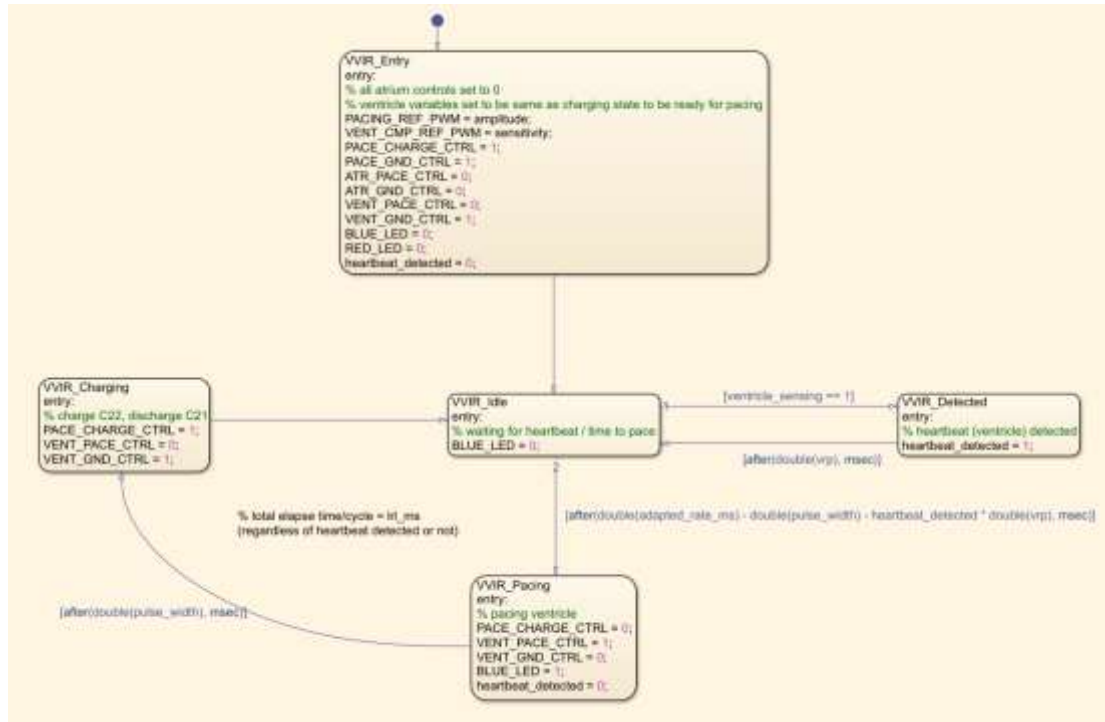 VVIR_Entry
entry:
% all atrium controls set to 0
% ventricle variables set to be same as charging state to be ready for pacing
PACING_REF_PWM = amplitude;
VENT_CMP_REF_PWM = sensitivity;
PACE_CHARGE_CTRL = 1;
PACE_GND_CTRL = 1;
ATR_PACE_CTRL = 0;
ATR_GND_CTRL = 0;
VENT_PACE_CTRL = 0;
VENT_GND_CTRL = 1;
BLUE_LED = 0;
RED_LED = 0;
heartbeat_detected = 0;
VVIR_Charging
entry:
% charge C22, discharge C21
PACE_CHARGE_CTRL = 1;
VENT_PACE_CTRL = 0;
VENT_GND_CTRL = 1;
VVIR_Idle
entry:
% waiting for heartbeat / time to pace
BLUE_LED = 0;
[ventricle_sensing == 1]
VVIR_Detected
entry:
% heartbeat (ventricle) detected
heartbeat_detected = 1;
[after(double(vrp), msec)]
2
% total elapse time/cycle = lrl_ms
(regardless of heartbeat detected or not)
[after(double(adapted_rate_ms) - double(pulse_width) - heartbeat_detected * double(vrp), msec)]
[after(double(pulse_width), msec)]
VVIR_Pacing
entry:
% pacing ventricle
PACE_CHARGE_CTRL = 0;
VENT_PACE_CTRL = 1;
VENT_GND_CTRL = 0;
BLUE_LED = 1;
heartbeat_detected = 0;